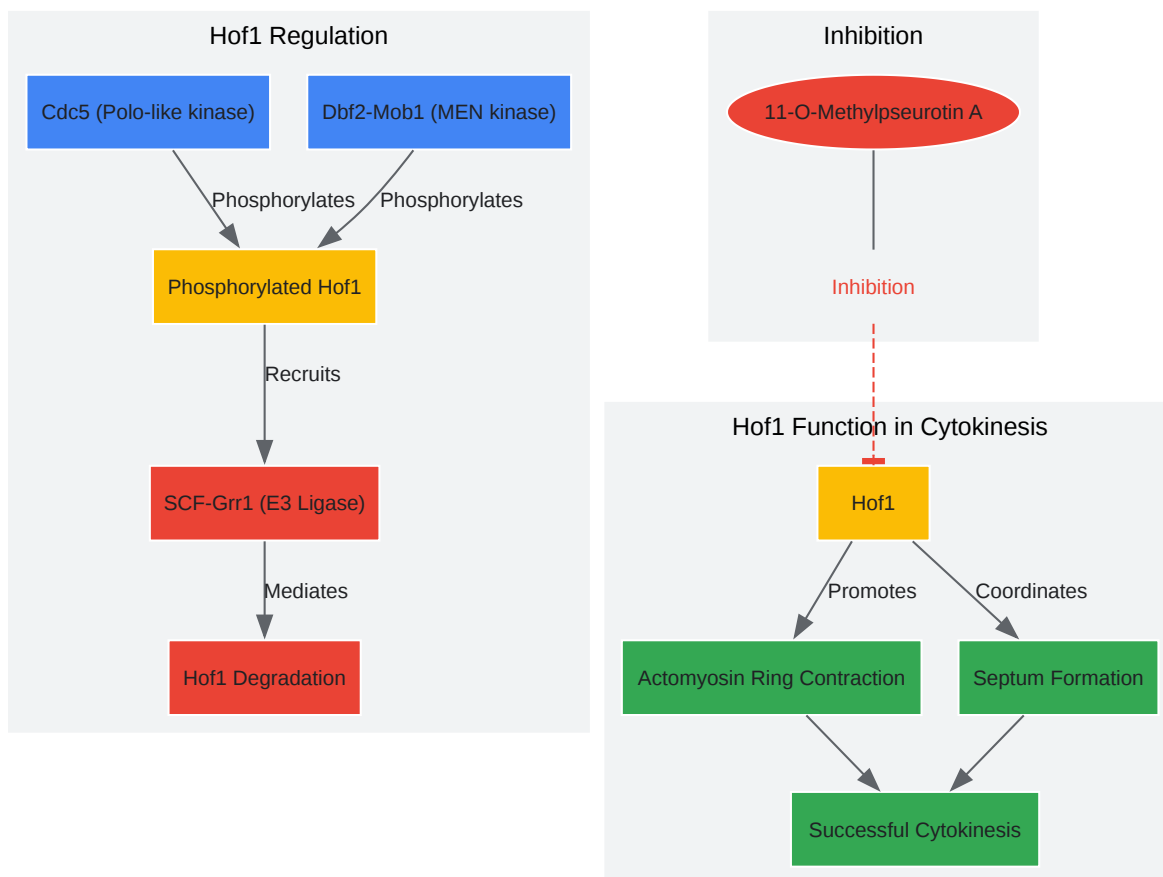 Hof1 Regulation
Cdc5 (Polo-like kinase)
Dbf2-Mob1 (MEN kinase)
Phosphorylates
Phosphorylates
Phosphorylated Hof1
Recruits
SCF-Grr1 (E3 Ligase)
Mediates
Hof1 Degradation
Inhibition
11-O-Methylpseurotin A
Inhibition
Hof1 Function in Cytokinesis
Hof1
Promotes
Coordinates
Actomyosin Ring Contraction
Septum Formation
Successful Cytokinesis